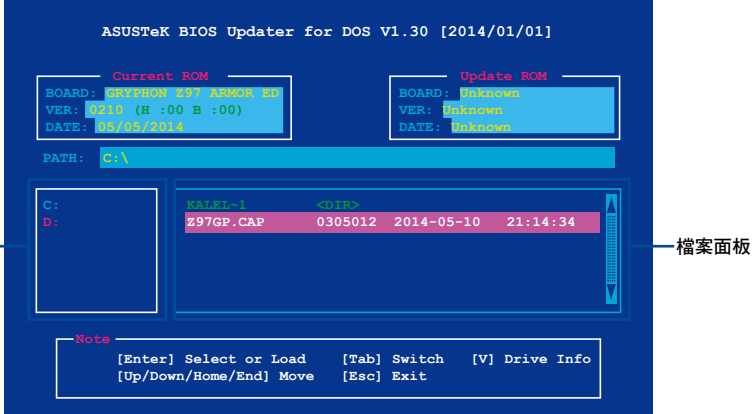 ASUSTeK BIOS Updater for DOS V1.30 [2014/01/01]
Current ROM
BOARD: GRYPHON Z97 ARMOR ED
VER: 0210 (H :00 B :00)
DATE: 05/05/2014
Update ROM
BOARD: Unknown
VER: Unknown
DATE: Unknown
PATH: C:\
C:
D:
KALEL~1 <DIR>
Z97GP.CAP 0305012 2014-05-10 21:14:34
檔案面板
Note
[Enter] Select or Load [Tab] Switch [V] Drive Info
[Up/Down/Home/End] Move [Esc] Exit